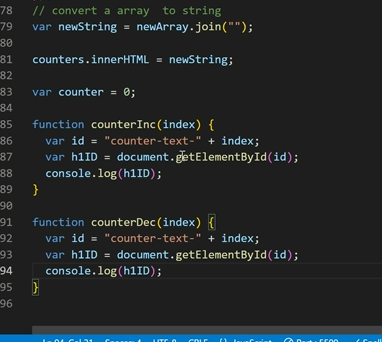 78 // convert a array  to string
79 var newString = newArray.join("");
80
81 counters.innerHTML = newString;
82
83 var counter = 0;
84
85 function counterInc(index) {
86 var id = "counter-text-" + index;
87 var h1ID = document.getElementById(id);
88 console.log(h1ID);
89 }
90
91 function counterDec(index) {
92 var id = "counter-text-" + index;
93 var h1ID = document.getElementById(id);
94 console.log(h1ID);
95 }
96